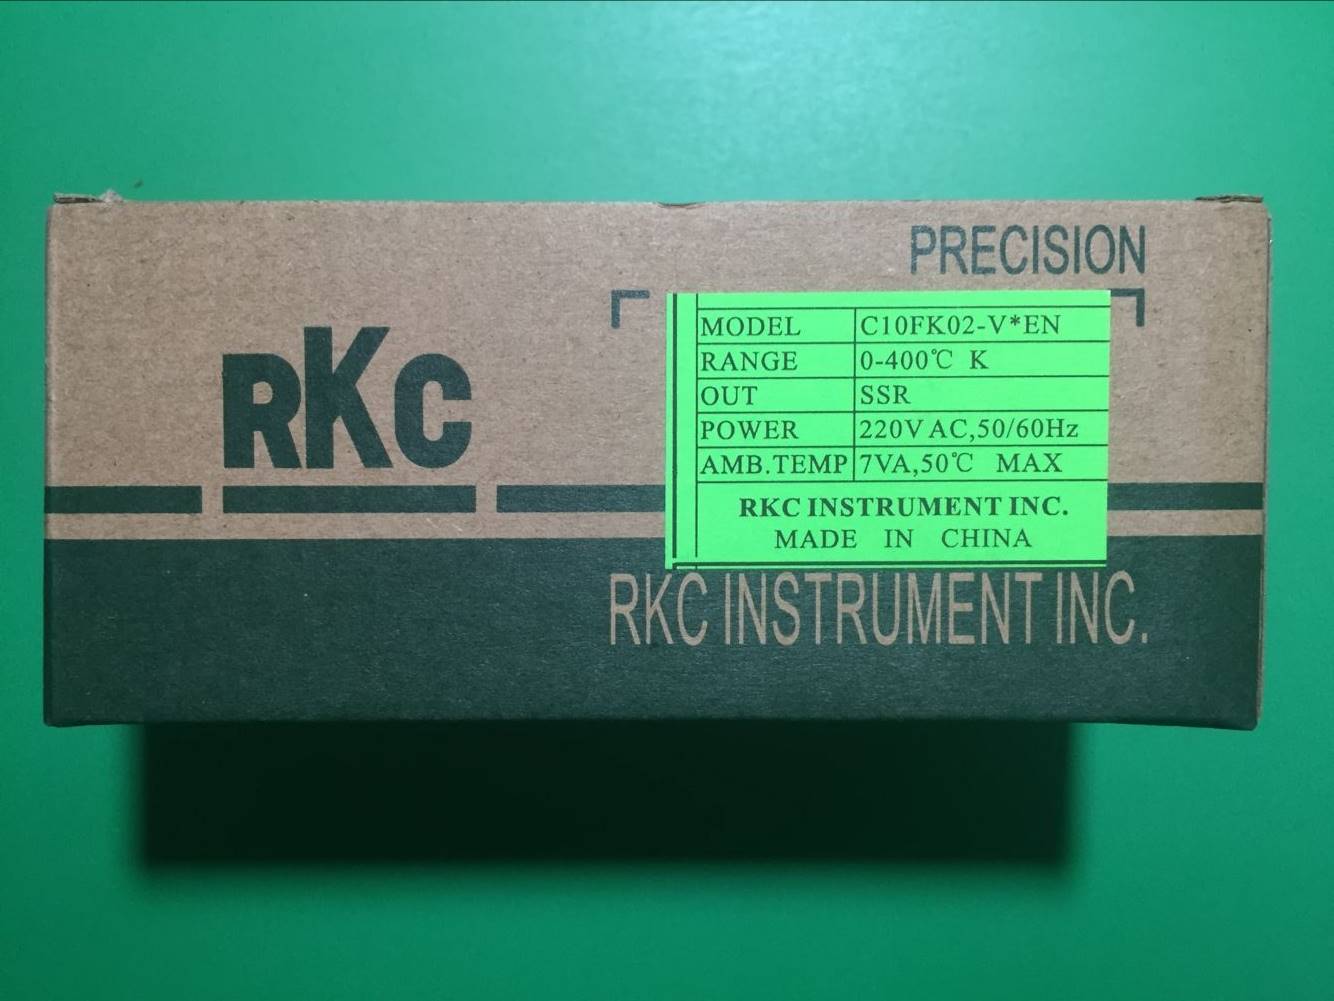 PRECISION
RKC
MODEL C10FK02-V*EN
RANGE 0-400℃ K
OUT SSR
POWER 220V AC,50/60Hz
AMB.TEMP 7VA,50℃ MAX
RKC INSTRUMENT INC.
MADE IN CHINA
RKC INSTRUMENT INC.